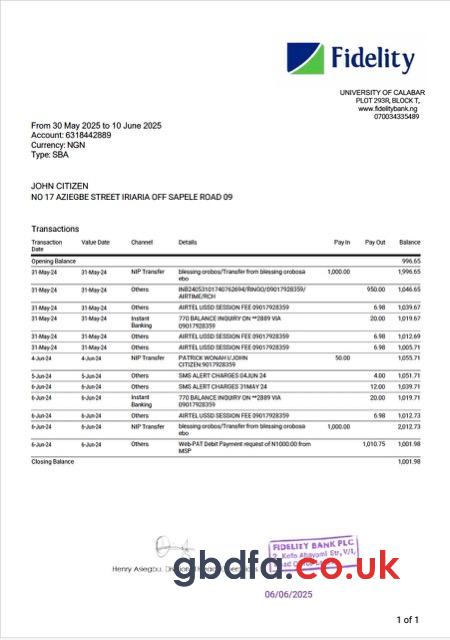 Fidelity
UNIVERSITY OF CALABAR
PLOT 293R, BLOCK T,
www.fidelitybank.ng
070034335489
From 30 May 2025 to 10 June 2025
Account: 6318442889
Currency: NGN
Type: SBA
JOHN CITIZEN
NO 17 AZIEGBE STREET IRIARIA OFF SAPELE ROAD 09
Transactions
Transaction Date Value Date Channel Details Pay In Pay Out Balance
Opening Balance 996.65
31-May-24 31-May-24 NIP Transfer blessing orobos/Transfer from blessing orobosa 1,000.00 1,996.65
ebo
31-May-24 31-May-24 Others INB24053101740762694/RINGO/09017928359/ 950.00 1,046.65
AIRTIME/RCH
31-May-24 31-May-24 Others AIRTEL USSD SESSION FEE 09017928359 6.98 1,039.67
31-May-24 31-May-24 Instant Banking 770 BALANCE INQUIRY ON **2889 VIA 20.00 1,019.67
09017928359
31-May-24 31-May-24 Others AIRTEL USSD SESSION FEE 09017928359 6.98 1,012.69
31-May-24 31-May-24 Others AIRTEL USSD SESSION FEE 09017928359 6.98 1,005.71
4-Jun-24 4-Jun-24 NIP Transfer PATRICK WONAH I/JOHN 50.00 1,055.71
CITIZEN:9017928359
5-Jun-24 5-Jun-24 Others SMS ALERT CHARGES 04JUN 24 4.00 1,051.71
6-Jun-24 6-Jun-24 Others SMS ALERT CHARGES 31MAY 24 12.00 1,039.71
6-Jun-24 6-Jun-24 Instant Banking 770 BALANCE INQUIRY ON **2889 VIA 20.00 1,019.71
09017928359
6-Jun-24 6-Jun-24 Others AIRTEL USSD SESSION FEE 09017928359 6.98 1,012.73
6-Jun-24 6-Jun-24 NIP Transfer blessing orobos/Transfer from blessing orobosa 1,000.00 2,012.73
ebo
6-Jun-24 6-Jun-24 Others Web-PAT Debit Payment request of N1000.00 from 1,010.75 1,001.98
MSP
Closing Balance 1,001.98
FIDELITY BANK PLC
2, Kofo Abayomi Str, V/I,
Henry Asiegbu,
gbdfa.co.uk
06/06/2025
1 of 1